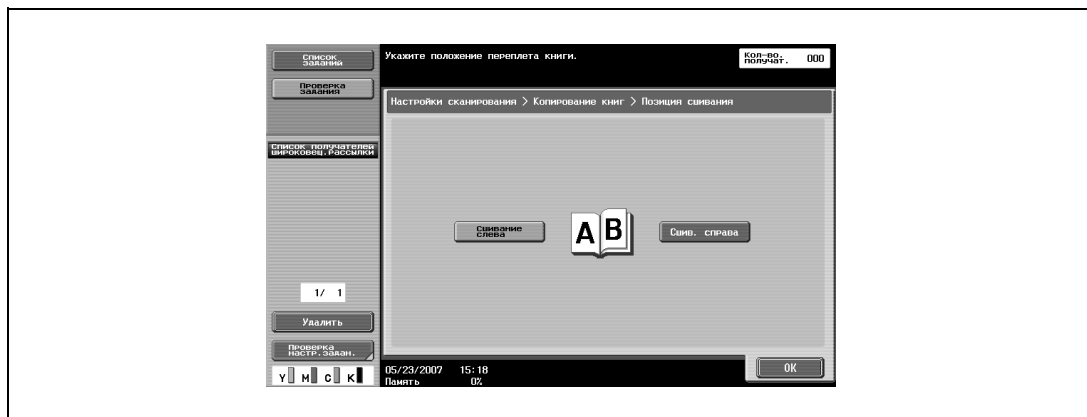 Список
заданий
Укажите положение переплета книги.
Кол-во.
получат. 000
Проверка
задания
Настройки сканирования > Копирование книг > Позиция сшивания
Список получателей
широковещ.рассылки
Сшивание
слева
A B
Сшив. справа
1/ 1
Удалить
Проверка
настр.задан.
Y M C K
05/23/2007 15:18
Память 0%
OK